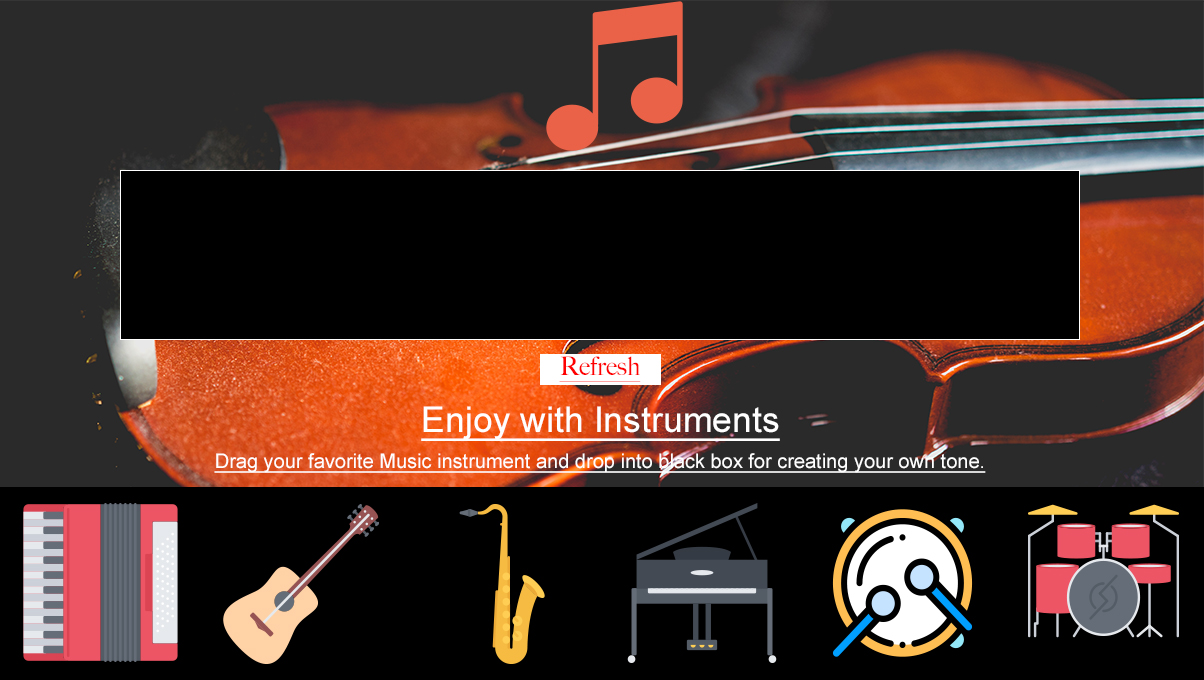 Refresh
Enjoy with Instruments
Drag your favorite Music instrument and drop into black box for creating your own tone.